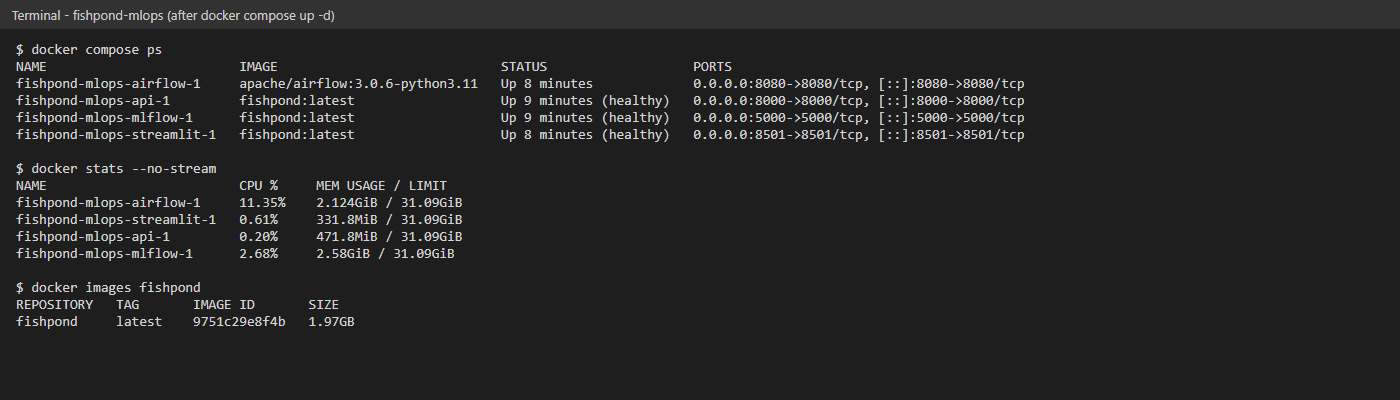 Terminal - fishpond-mlops (after docker compose up -d)
$ docker compose ps
NAME IMAGE STATUS PORTS
fishpond-mlops-airflow-1 apache/airflow:3.0.6-python3.11 Up 8 minutes 0.0.0.0:8080->8080/tcp, [::]:8080->8080/tcp
fishpond-mlops-api-1 fishpond:latest Up 9 minutes (healthy) 0.0.0.0:8000->8000/tcp, [::]:8000->8000/tcp
fishpond-mlops-mlflow-1 fishpond:latest Up 9 minutes (healthy) 0.0.0.0:5000->5000/tcp, [::]:5000->5000/tcp
fishpond-mlops-streamlit-1 fishpond:latest Up 8 minutes (healthy) 0.0.0.0:8501->8501/tcp, [::]:8501->8501/tcp
$ docker stats --no-stream
NAME CPU % MEM USAGE / LIMIT
fishpond-mlops-airflow-1 11.35% 2.124GiB / 31.09GiB
fishpond-mlops-streamlit-1 0.61% 331.8MiB / 31.09GiB
fishpond-mlops-api-1 0.20% 471.8MiB / 31.09GiB
fishpond-mlops-mlflow-1 2.68% 2.58GiB / 31.09GiB
$ docker images fishpond
REPOSITORY TAG IMAGE ID SIZE
fishpond latest 9751c29e8f4b 1.97GB